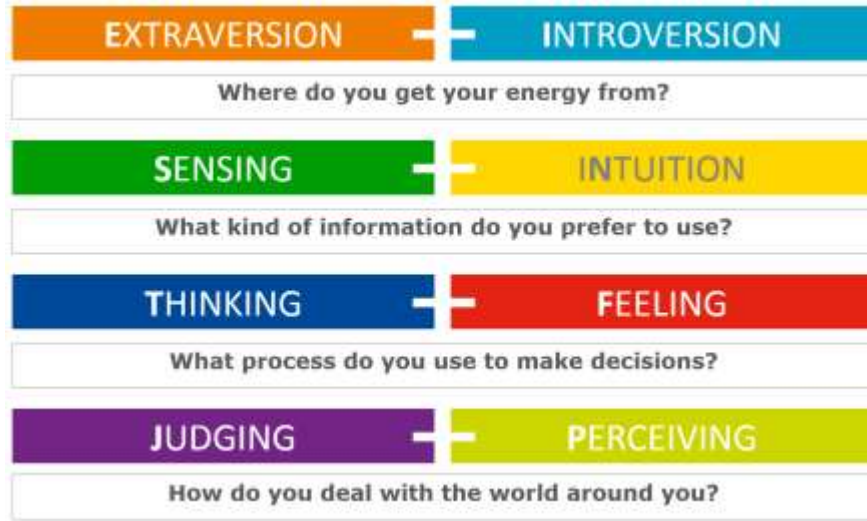 EXTRAVERSION INTROVERSION
Where do you get your energy from?
SENSING INTUITION
What kind of information do you prefer to use?
THINKING FEELING
What process do you use to make decisions?
JUDGING PERCEIVING
How do you deal with the world around you?